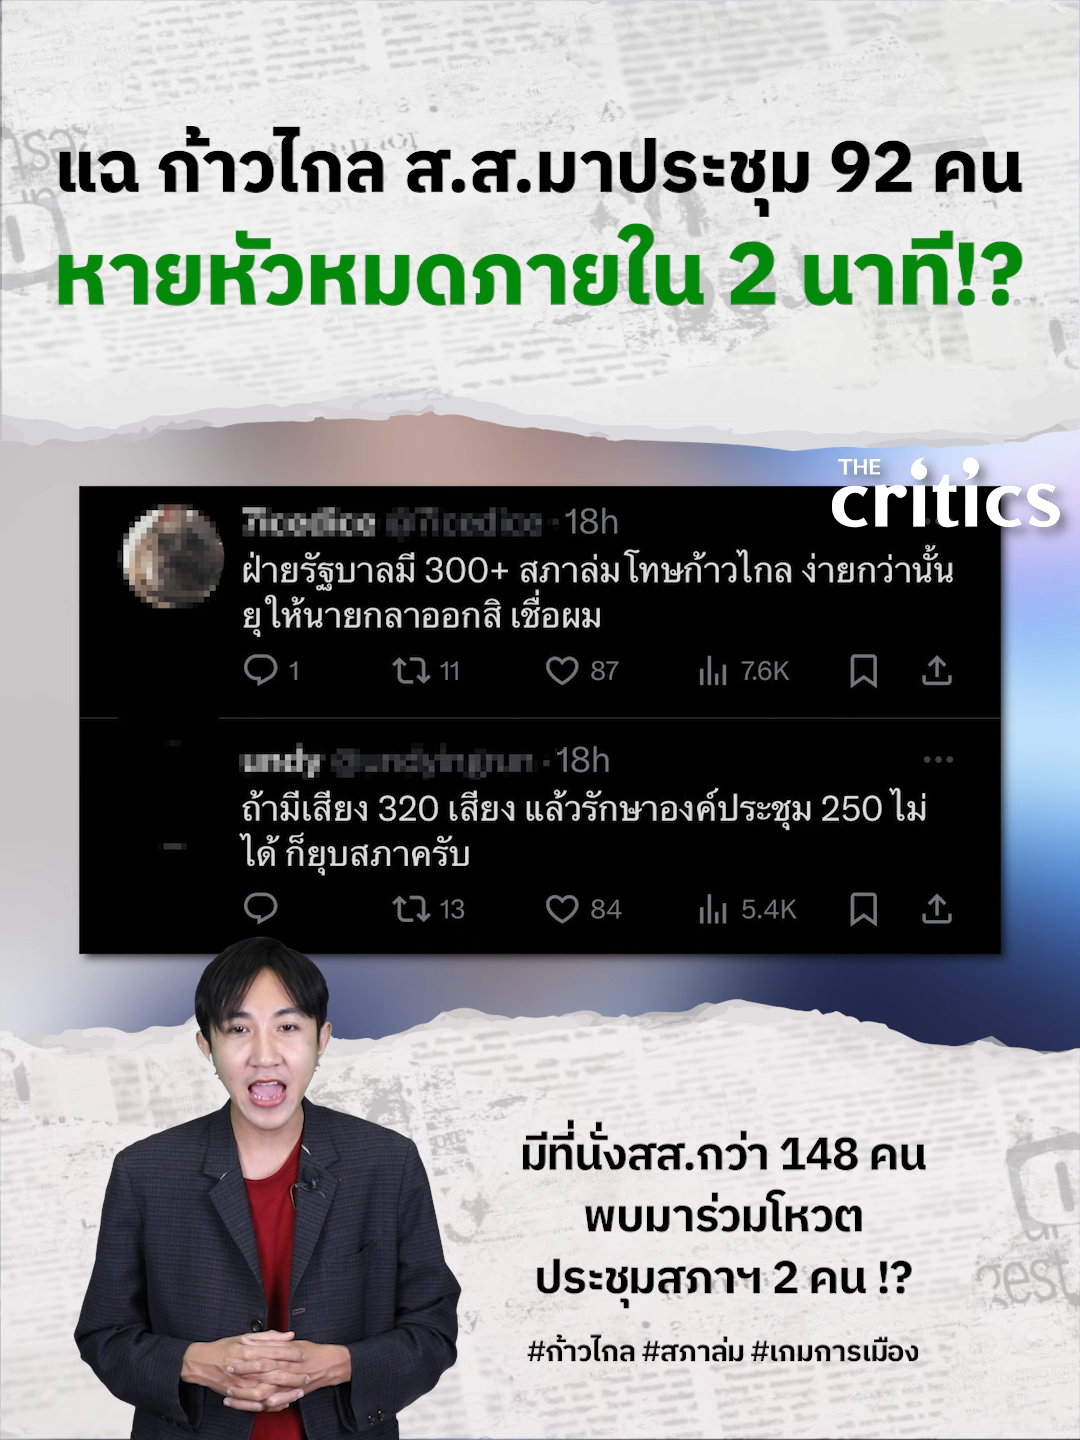 แฉ ก้าวไกล ส.ส.มาประชุม 92 คน
หายหัวหมดภายใน 2 นาที!?
THE
critics
18h
ฝ่ายรัฐบาลมี 300+ สภาล่มโทษก้าวไกล ง่ายกว่านั้น
ยุให้นายกลาออกสิ เชื่อผม
1 11 87 7.6K
undy · 18h
ถ้ามีเสียง 320 เสียง แล้วรักษาองค์ประชุม 250 ไม่
ได้ ก็ยุบสภาครับ
13 84 5.4K
มีที่นั่งสส.กว่า 148 คน
พบมาร่วมโหวต
ประชุมสภาฯ 2 คน !?
#ก้าวไกล #สภาล่ม #เกมการเมือง